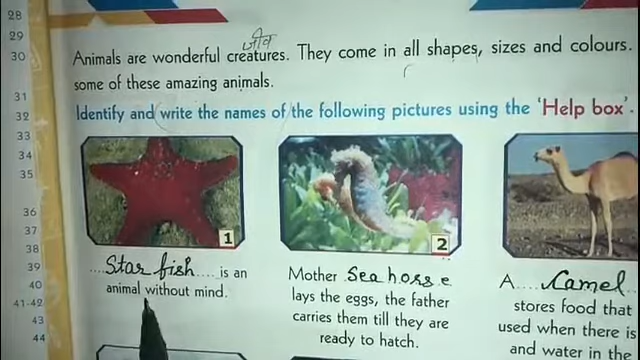 28
29
30
31
32
33
34
35
36
37
38
39
40
41-42
43
44
जीव
Animals are wonderful creatures. They come in all shapes, sizes and colours.
some of these amazing animals.
Identify and write the names of the following pictures using the 'Help box'.
1
2
....Star fish.... is an
animal without mind.
Mother Sea horse
lays the eggs, the father
carries them till they are
ready to hatch.
A....Camel....
stores food that
used when there is
and water in the